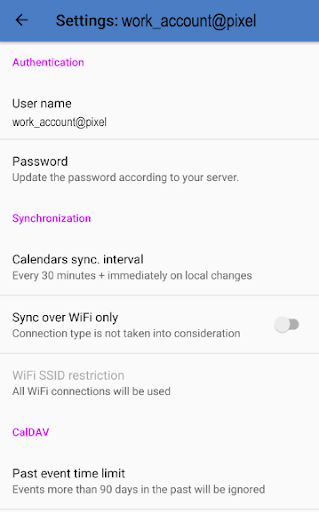 Settings: work_account@pixel
Authentication
User name
work_account@pixel
Password
Update the password according to your server.
Synchronization
Calendars sync. interval
Every 30 minutes + immediately on local changes
Sync over WiFi only
Connection type is not taken into consideration
WiFi SSID restriction
All WiFi connections will be used
CalDAV
Past event time limit
Events more than 90 days in the past will be ignored